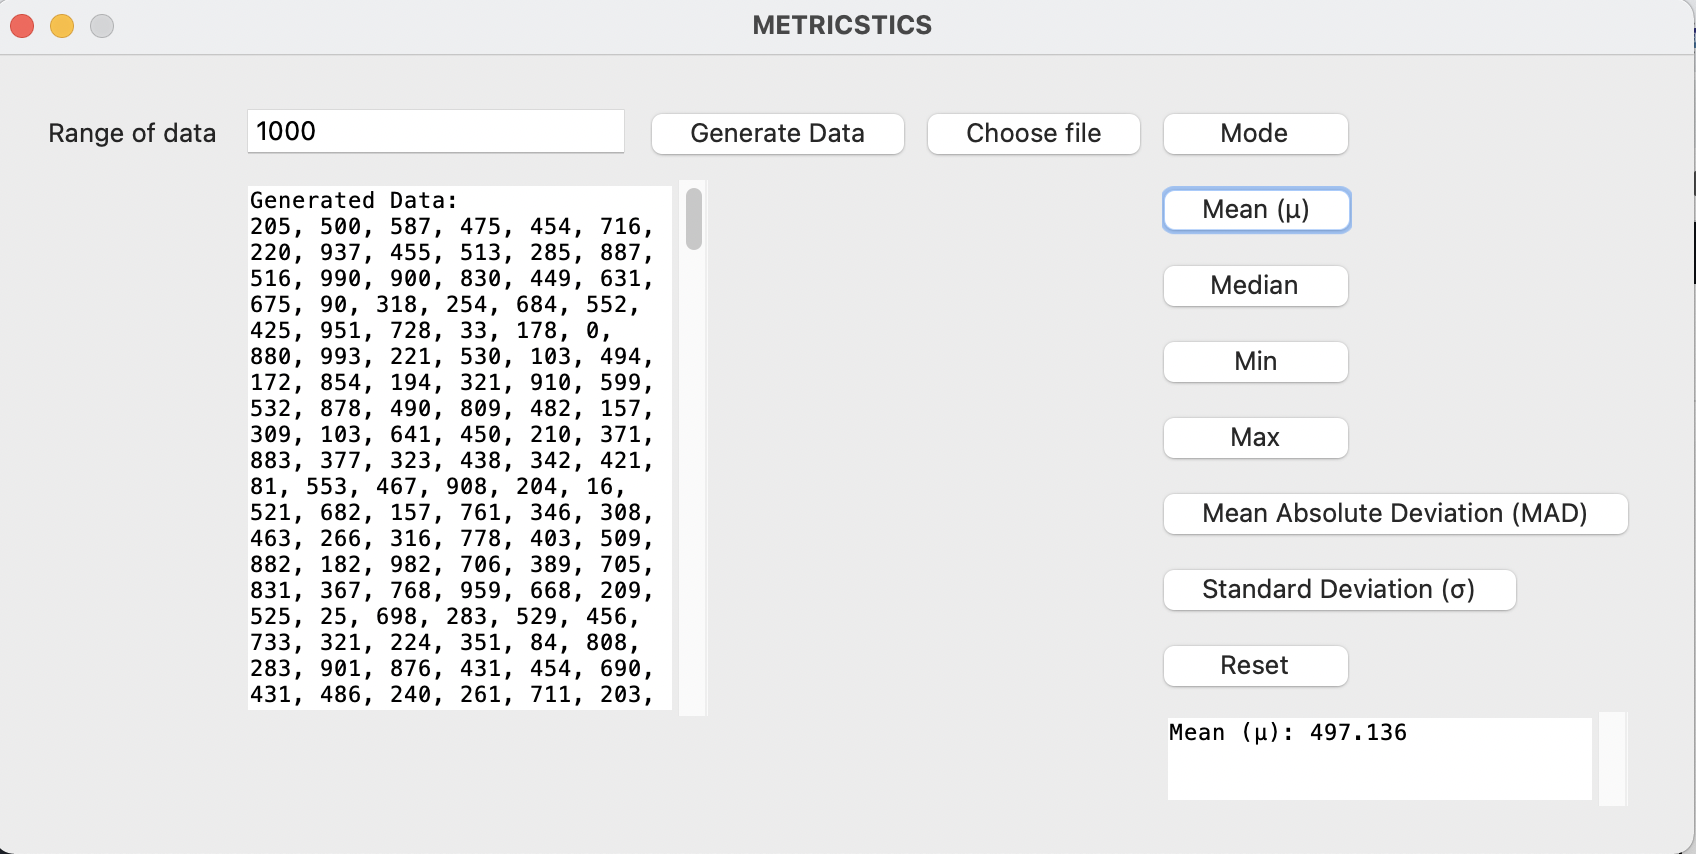 METRICSTICS
Range of data
1000
Generate Data
Choose file
Mode
Generated Data:
205, 500, 587, 475, 454, 716,
220, 937, 455, 513, 285, 887,
516, 990, 900, 830, 449, 631,
675, 90, 318, 254, 684, 552,
425, 951, 728, 33, 178, 0,
880, 993, 221, 530, 103, 494,
172, 854, 194, 321, 910, 599,
532, 878, 490, 809, 482, 157,
309, 103, 641, 450, 210, 371,
883, 377, 323, 438, 342, 421,
81, 553, 467, 908, 204, 16,
521, 682, 157, 761, 346, 308,
463, 266, 316, 778, 403, 509,
882, 182, 982, 706, 389, 705,
831, 367, 768, 959, 668, 209,
525, 25, 698, 283, 529, 456,
733, 321, 224, 351, 84, 808,
283, 901, 876, 431, 454, 690,
431, 486, 240, 261, 711, 203,
Mean (μ)
Median
Min
Max
Mean Absolute Deviation (MAD)
Standard Deviation (σ)
Reset
Mean (μ): 497.136